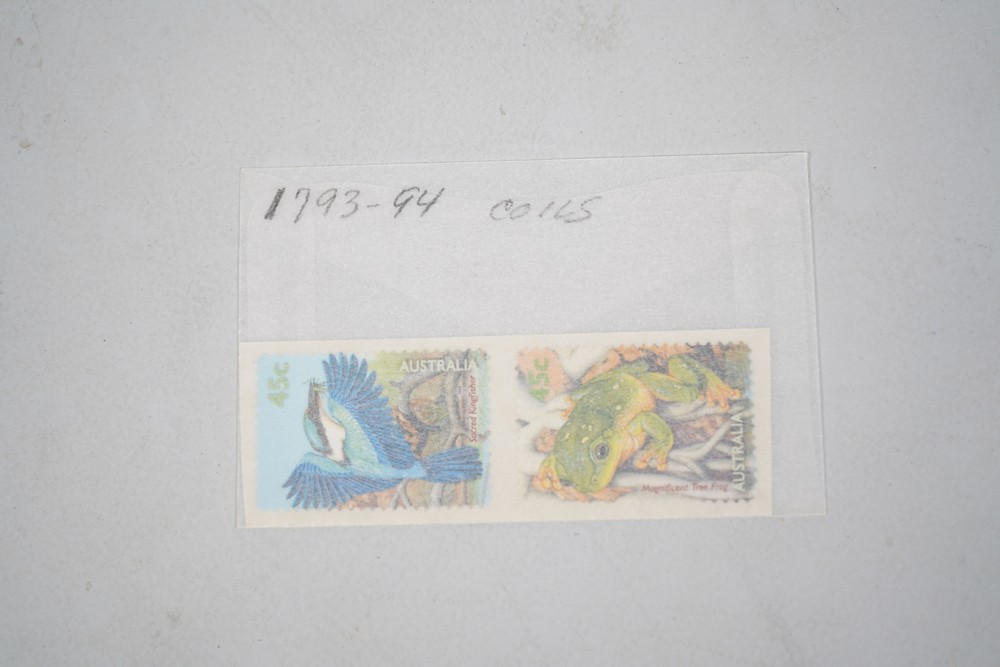 1793-94 COILS
45c
AUSTRALIA
Sacred Kingfisher
45c
AUSTRALIA
Magnificent Tree Frog